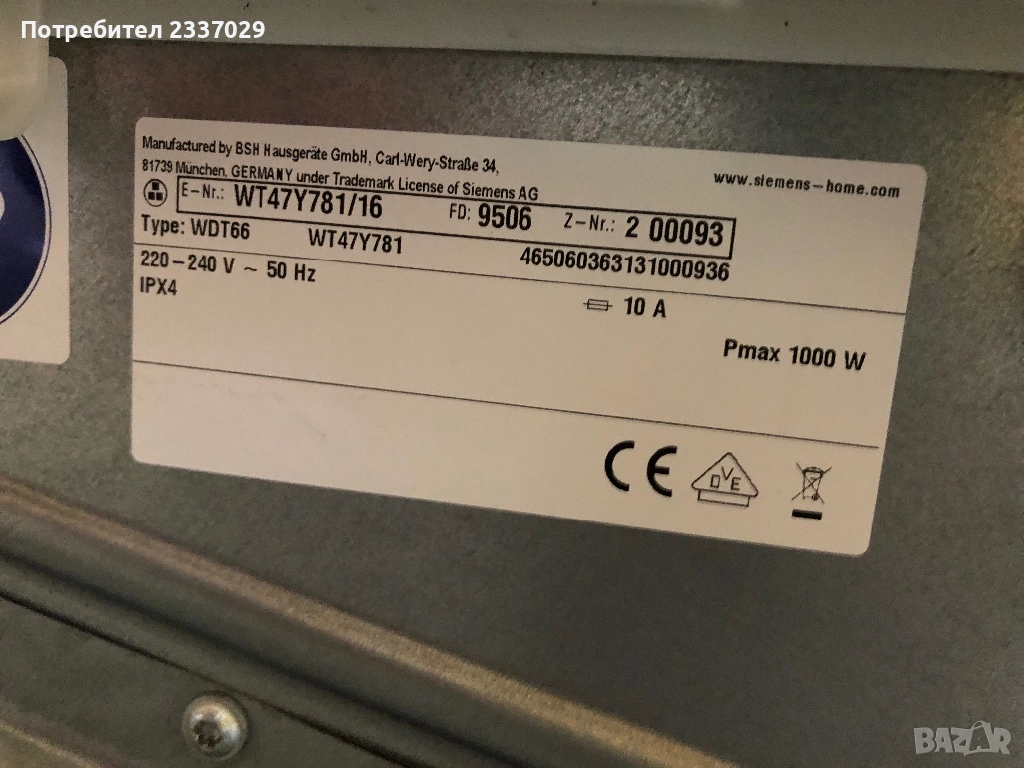 Потребител 2337029
Manufactured by BSH Hausgeräte GmbH, Carl-Wery-Straße 34,
81739 München, GERMANY under Trademark License of Siemens AG
www.siemens-home.com
E-Nr.: WT47Y781/16 FD: 9506 Z-Nr.: 2 00093
Type: WDT66 WT47Y781 465060363131000936
220-240 V ~ 50 Hz
IPX4
10 A
Pmax 1000 W
CE
DVE
BAZAR